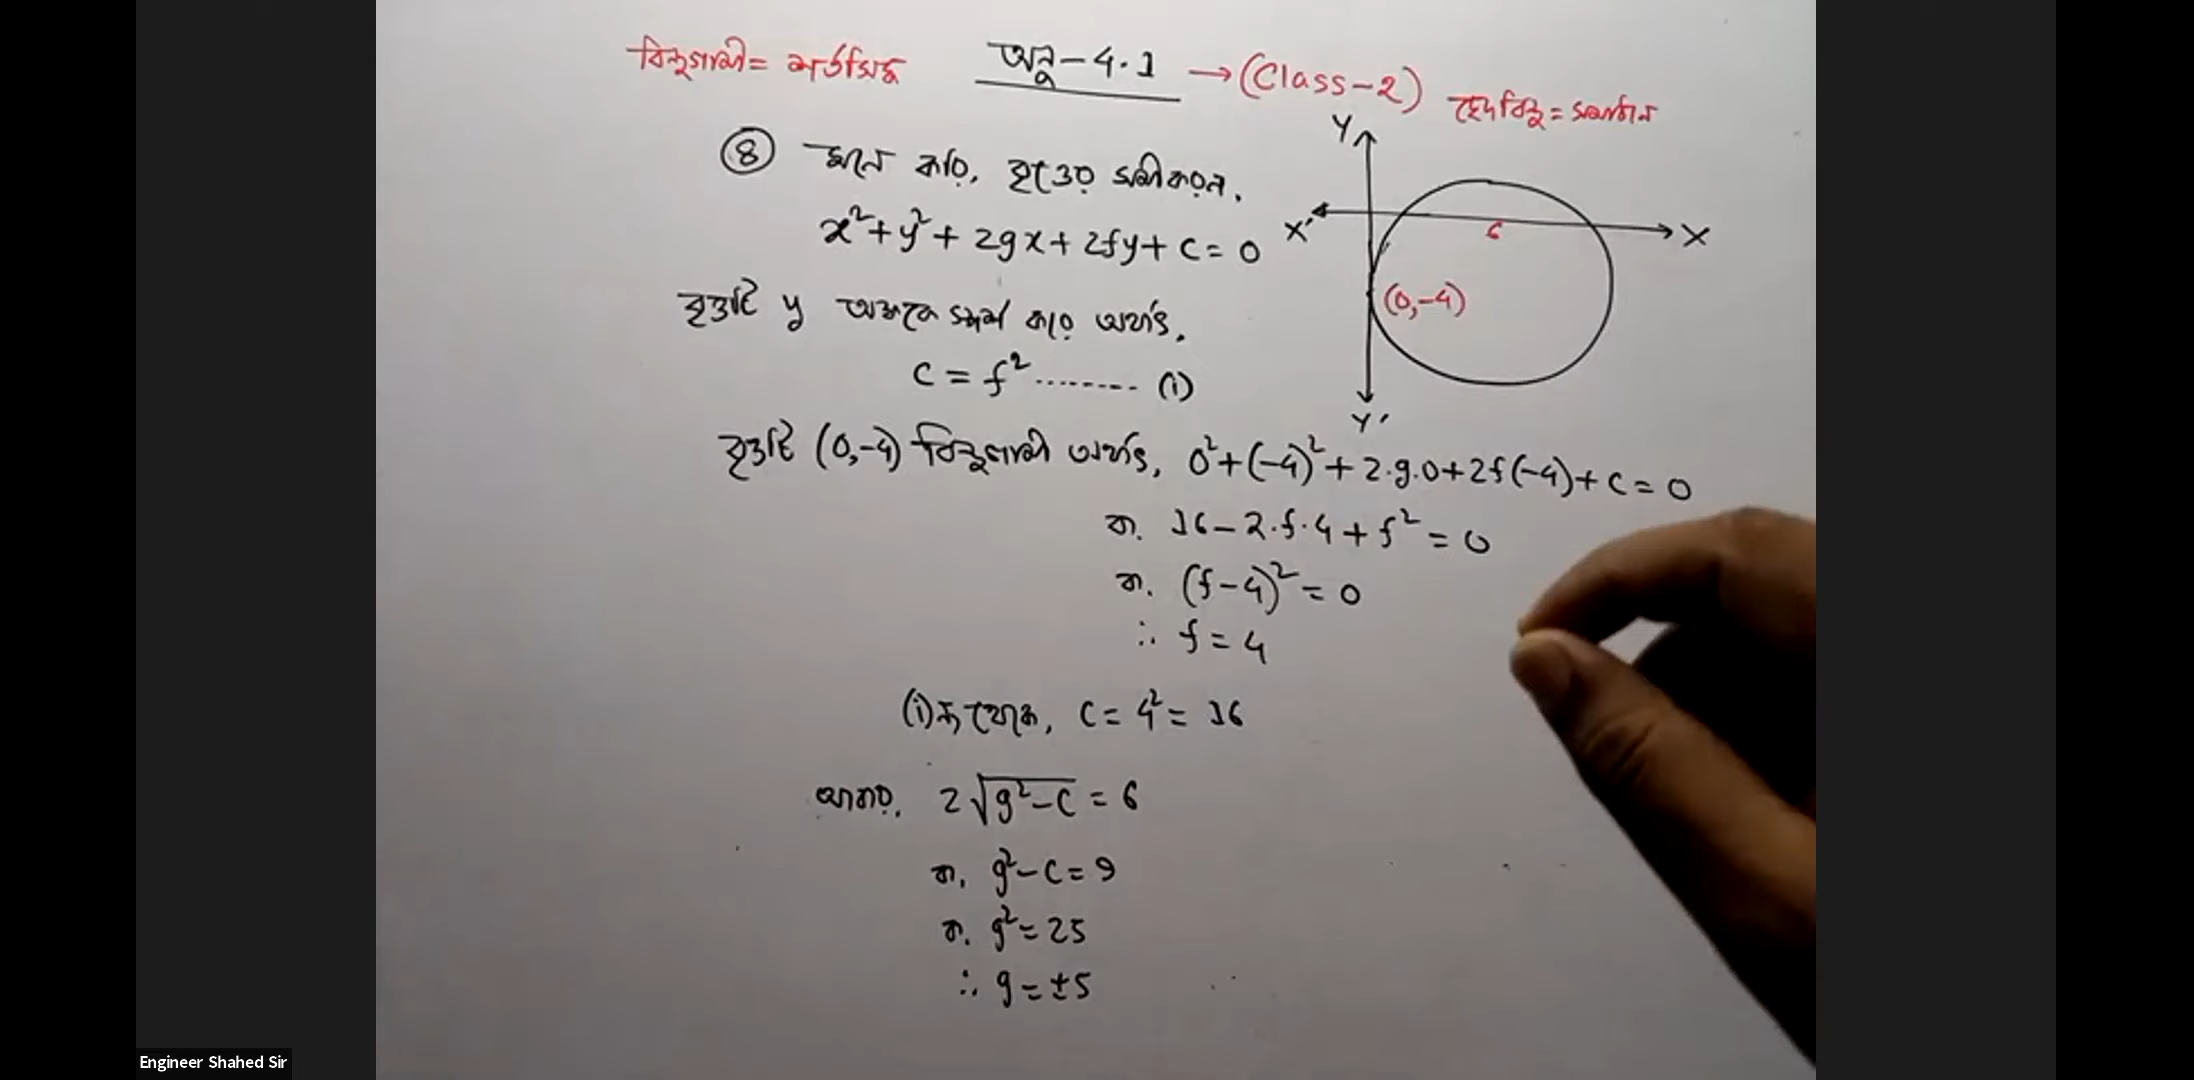 বিন্দুগামী = শর্তসিদ্ধ
অনু-4.1 → (Class-2)
ছেদবিন্দু = সমাধান
(8) মনে করি, বৃত্তের সমীকরণ,
x²+y²+2gx+2fy+c=0
বৃত্তটি y অক্ষকে স্পর্শ করে অর্থাৎ,
c = f² -------- (i)
Y
X' X
6
(0,-4)
Y'
বৃত্তটি (0,-4) বিন্দুগামী অর্থাৎ, 0²+(-4)²+2.g.0+2f(-4)+c=0
বা. 16-2.f.4+f²=0
বা. (f-4)²=0
∴ f=4
(i) নং থেকে, c=4²=16
আবার, 2√g²-c = 6
বা, g²-c=9
বা, g²=25
∴ g=±5
Engineer Shahed Sir